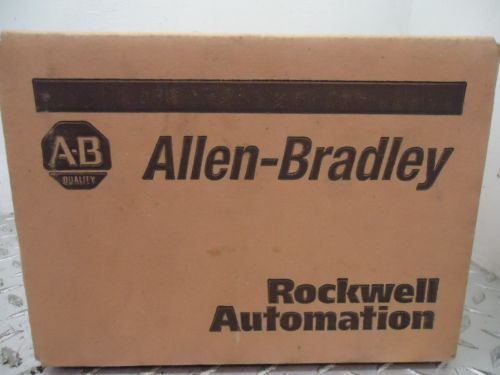 A-B
QUALITY
Allen-Bradley
Rockwell
Automation